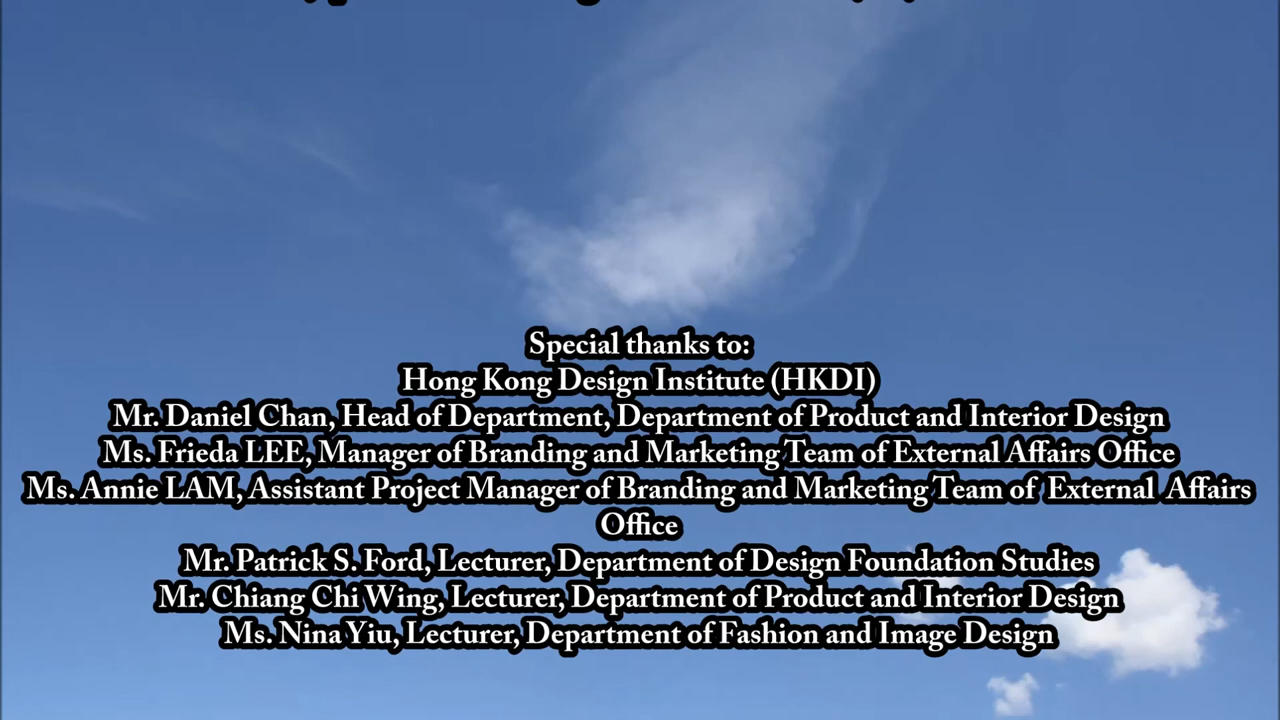 Special thanks to:
Hong Kong Design Institute (HKDI)
Mr. Daniel Chan, Head of Department, Department of Product and Interior Design
Ms. Frieda LEE, Manager of Branding and Marketing Team of External Affairs Office
Ms. Annie LAM, Assistant Project Manager of Branding and Marketing Team of External Affairs
Office
Mr. Patrick S. Ford, Lecturer, Department of Design Foundation Studies
Mr. Chiang Chi Wing, Lecturer, Department of Product and Interior Design
Ms. Nina Yiu, Lecturer, Department of Fashion and Image Design